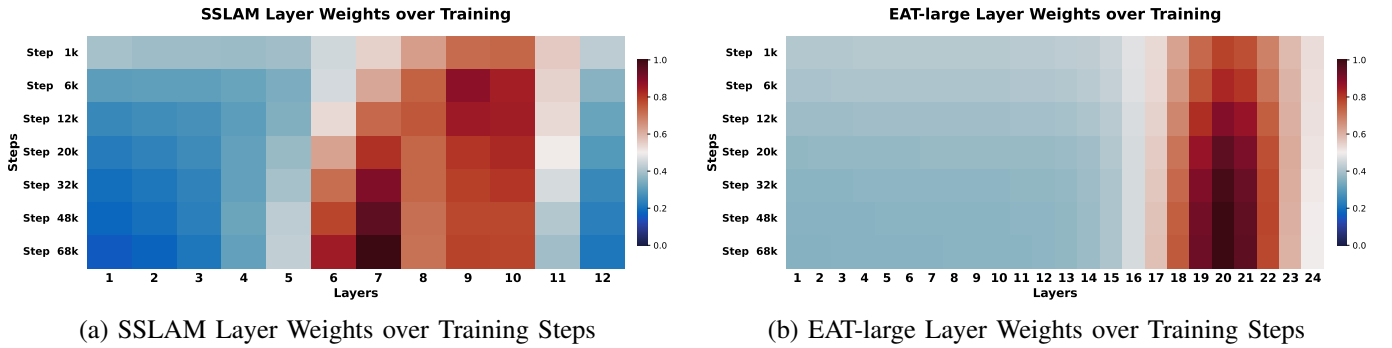 SSLAM Layer Weights over Training
Step 1k
Step 6k
Step 12k
Step 20k
Step 32k
Step 48k
Step 68k
Steps
1 2 3 4 5 6 7 8 9 10 11 12
Layers
1.0
0.8
0.6
0.4
0.2
0.0
(a) SSLAM Layer Weights over Training Steps
EAT-large Layer Weights over Training
Step 1k
Step 6k
Step 12k
Step 20k
Step 32k
Step 48k
Step 68k
Steps
1 2 3 4 5 6 7 8 9 10 11 12 13 14 15 16 17 18 19 20 21 22 23 24
Layers
1.0
0.8
0.6
0.4
0.2
0.0
(b) EAT-large Layer Weights over Training Steps